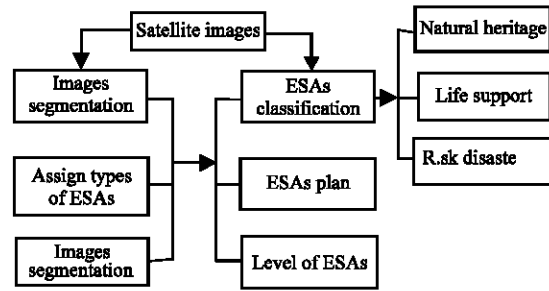 Satellite images
Natural heritage
Images
segmentation
ESAs
classification
Life support
R.sk disaste
Assign types
of ESAs
ESAs plan
Images
segmentation
Level of ESAs